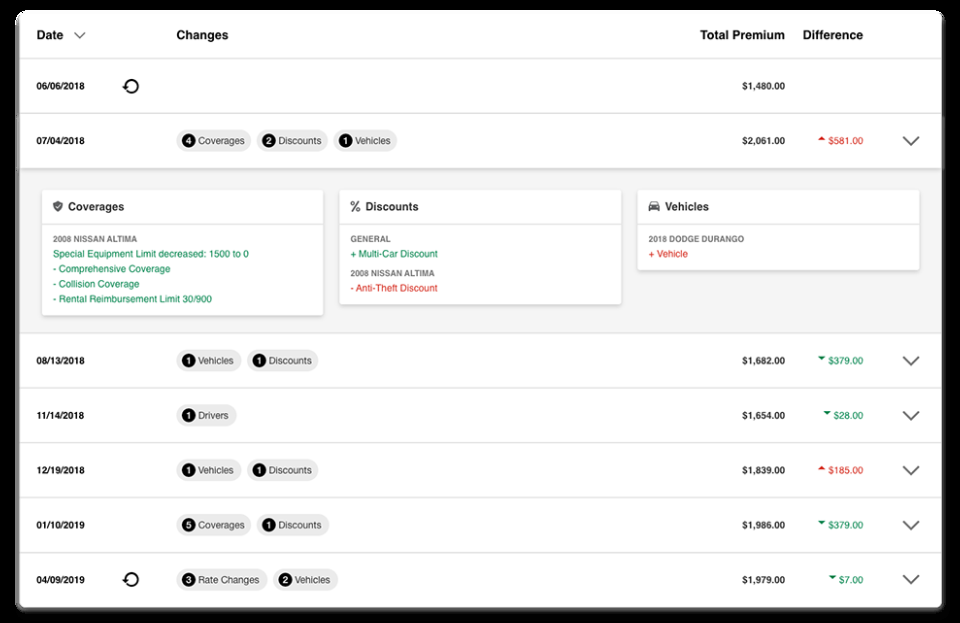 Date Changes Total Premium Difference
06/06/2018 $1,480.00
07/04/2018 4 Coverages 2 Discounts 1 Vehicles $2,061.00 $581.00
Coverages
2008 NISSAN ALTIMA
Special Equipment Limit decreased: 1500 to 0
- Comprehensive Coverage
- Collision Coverage
- Rental Reimbursement Limit 30/900
% Discounts
GENERAL
+ Multi-Car Discount
2008 NISSAN ALTIMA
- Anti-Theft Discount
Vehicles
2018 DODGE DURANGO
+ Vehicle
08/13/2018 1 Vehicles 1 Discounts $1,682.00 $379.00
11/14/2018 1 Drivers $1,654.00 $28.00
12/19/2018 1 Vehicles 1 Discounts $1,839.00 $185.00
01/10/2019 5 Coverages 1 Discounts $1,986.00 $379.00
04/09/2019 3 Rate Changes 2 Vehicles $1,979.00 $7.00